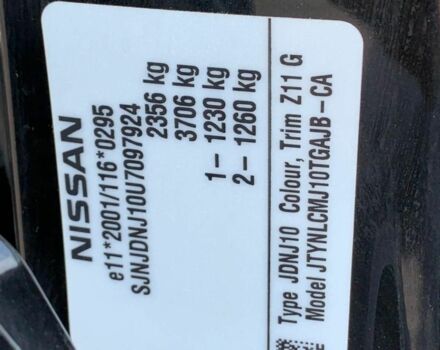 NISSAN
e11*2001/116*0295
SJNJDNJ10U7097924
2356 kg
3706 kg
1 - 1230 kg
2 - 1260 kg
Type JDNJ10 Colour, Trim Z11 G
Model JTYNLCMJ10TGAJB - CA